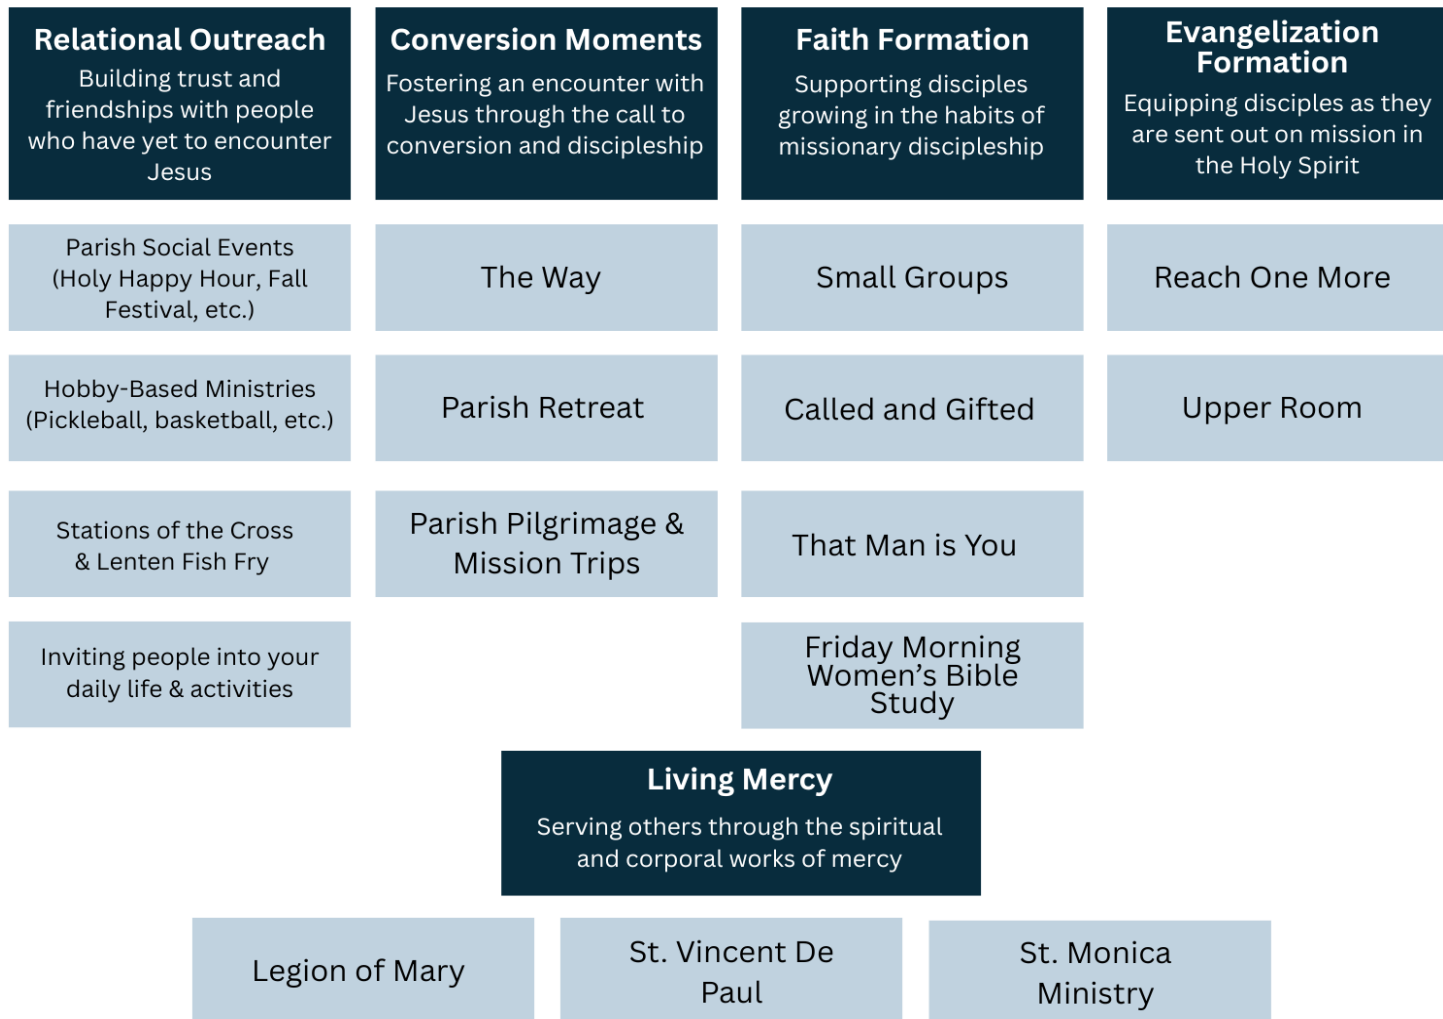 Relational Outreach
Building trust and
friendships with people
who have yet to encounter
Jesus
Parish Social Events
(Holy Happy Hour, Fall
Festival, etc.)
Hobby-Based Ministries
(Pickleball, basketball, etc.)
Stations of the Cross
& Lenten Fish Fry
Inviting people into your
daily life & activities
Conversion Moments
Fostering an encounter with
Jesus through the call to
conversion and discipleship
The Way
Parish Retreat
Parish Pilgrimage &
Mission Trips
Faith Formation
Supporting disciples
growing in the habits of
missionary discipleship
Small Groups
Called and Gifted
That Man is You
Friday Morning
Women’s Bible
Study
Evangelization
Formation
Equipping disciples as they
are sent out on mission in
the Holy Spirit
Reach One More
Upper Room
Living Mercy
Serving others through the spiritual
and corporal works of mercy
Legion of Mary
St. Vincent De
Paul
St. Monica
Ministry